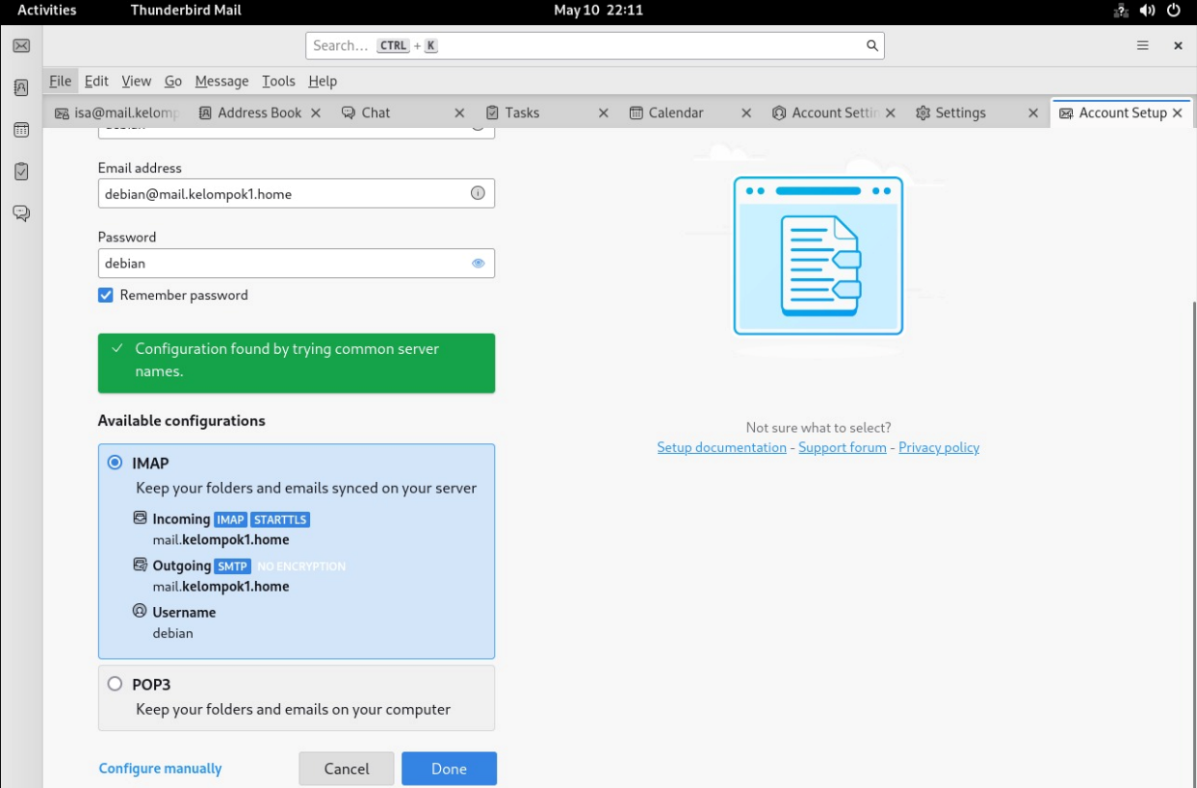 Activities Thunderbird Mail May 10 22:11
Search... CTRL + K
File Edit View Go Message Tools Help
isa@mail.kelomp Address Book Chat Tasks Calendar Account Settin Settings Account Setup
debian
Email address
debian@mail.kelompok1.home
Password
debian
Remember password
Configuration found by trying common server
names.
Available configurations
IMAP
Keep your folders and emails synced on your server
Incoming IMAP STARTTLS
mail.kelompok1.home
Outgoing SMTP NO ENCRYPTION
mail.kelompok1.home
Username
debian
POP3
Keep your folders and emails on your computer
Configure manually Cancel Done
Not sure what to select?
Setup documentation - Support forum - Privacy policy